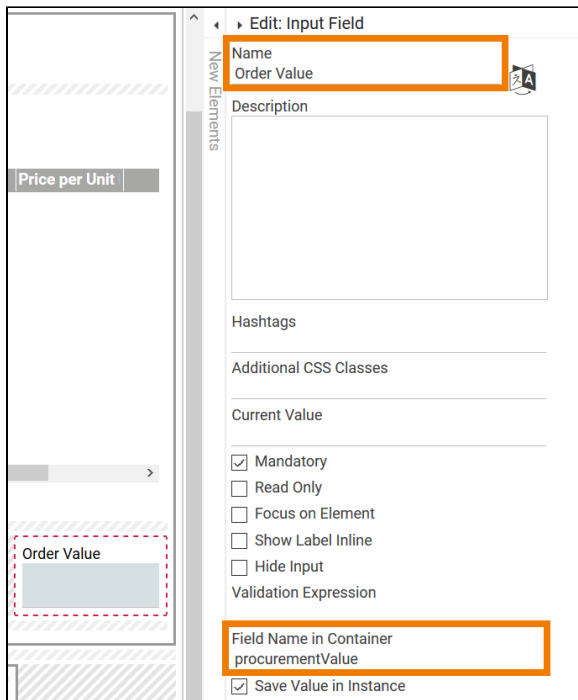 Edit: Input Field
New Elements
Name
Order Value
Description
Price per Unit
Hashtags
Additional CSS Classes
Current Value
Mandatory
Read Only
Focus on Element
Show Label Inline
Hide Input
Validation Expression
Order Value
Field Name in Container
procurementValue
Save Value in Instance